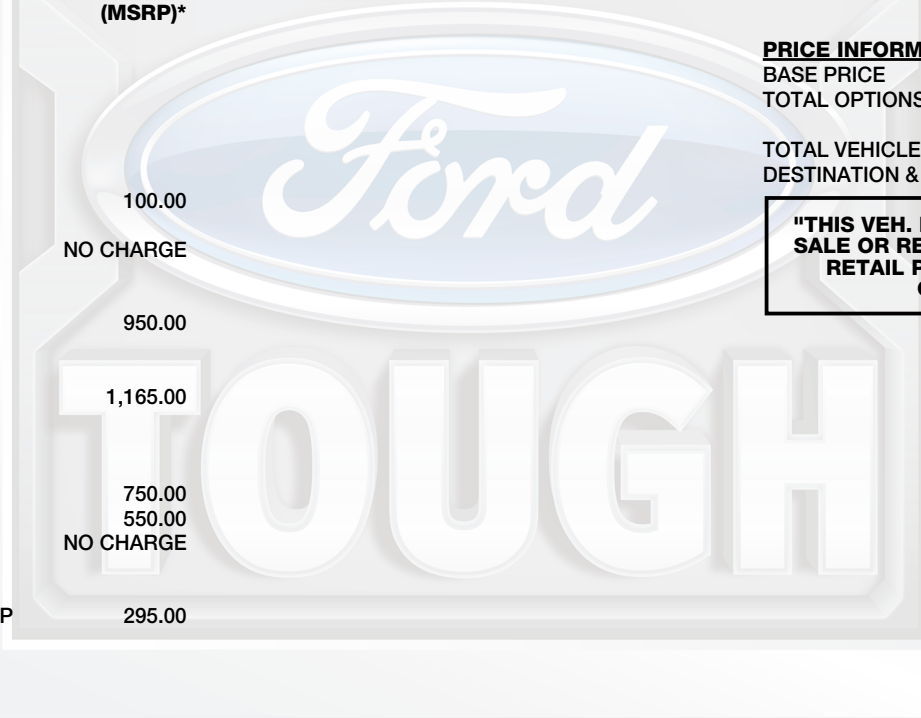 (MSRP)*
100.00
NO CHARGE
950.00
1,165.00
750.00
550.00
NO CHARGE
P 295.00
PRICE INFORM
BASE PRICE
TOTAL OPTIONS
TOTAL VEHICLE
DESTINATION &
"THIS VEH.
SALE OR RE
RETAIL P
Ford
TOUGH